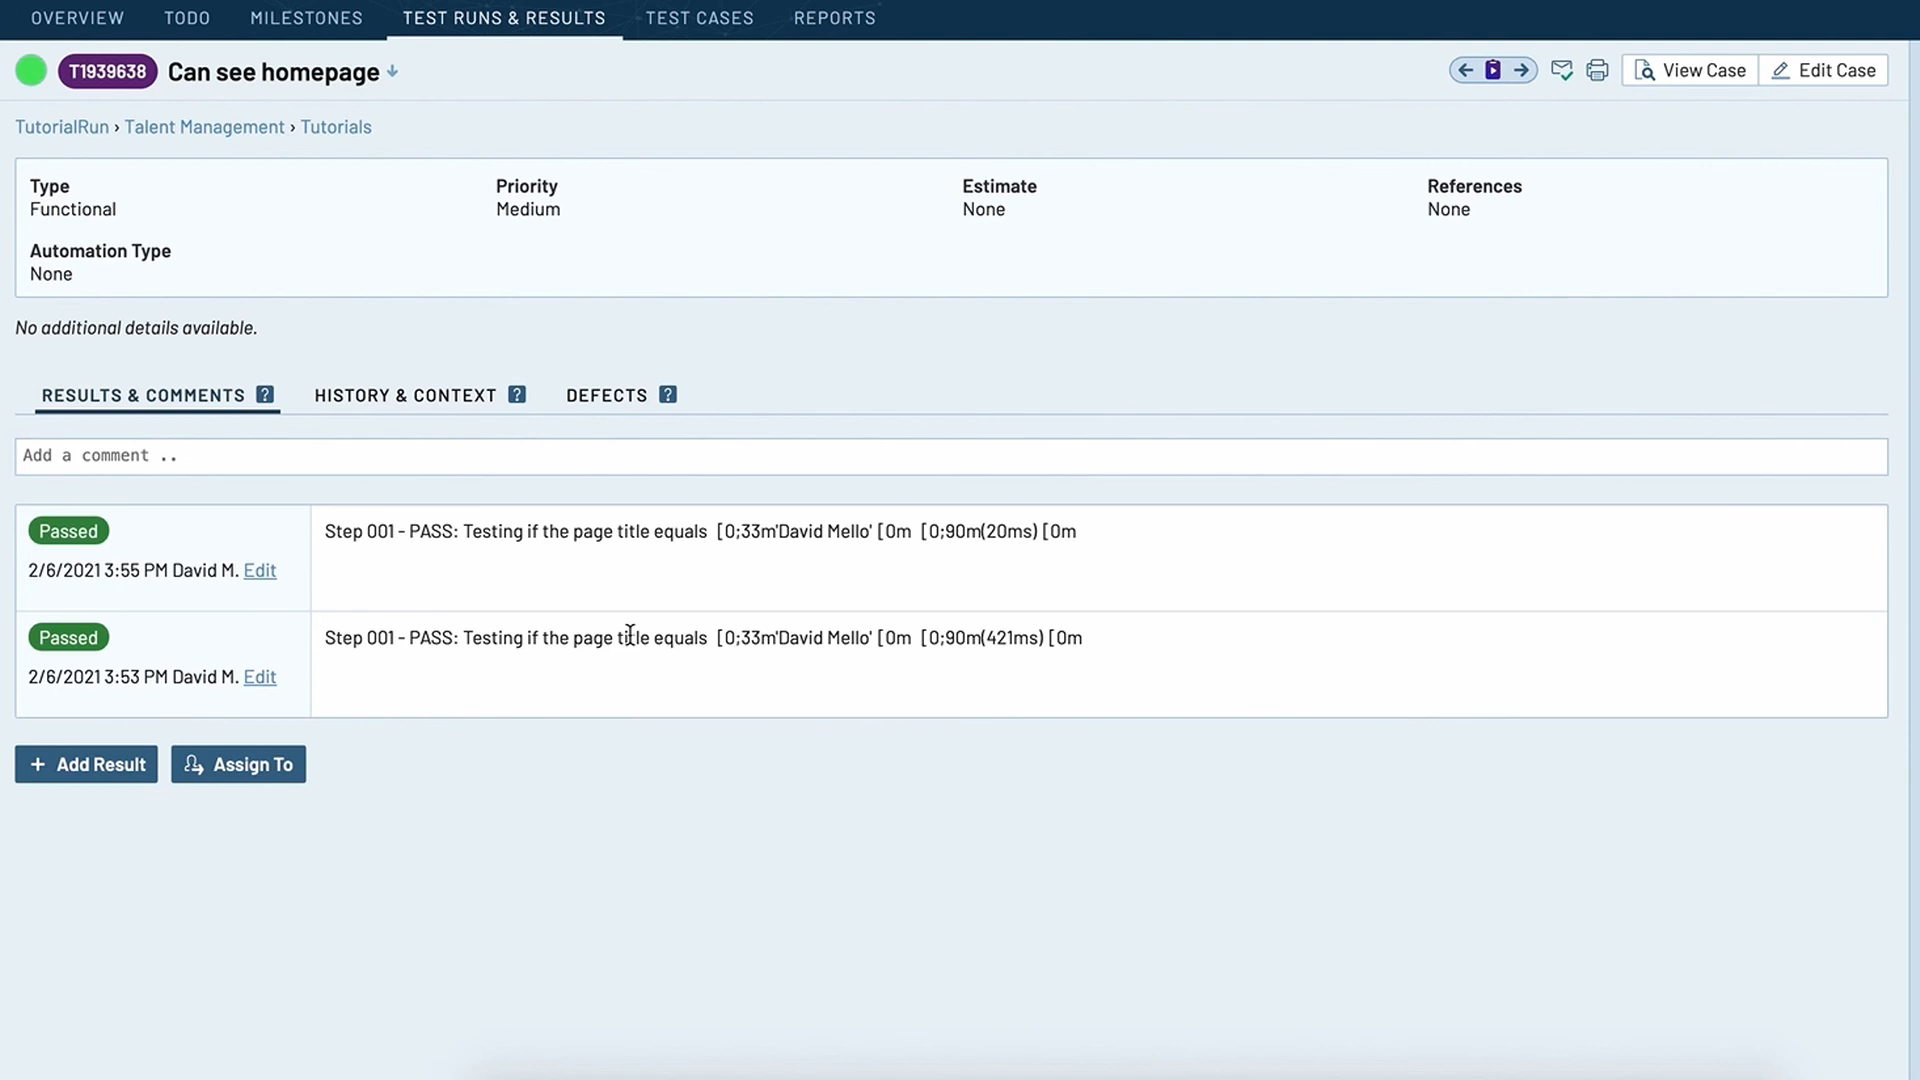 OVERVIEW TODO MILESTONES TEST RUNS & RESULTS TEST CASES REPORTS
T1939638 Can see homepage View Case Edit Case
TutorialRun › Talent Management › Tutorials
Type Priority Estimate References
Functional Medium None None
Automation Type
None
No additional details available.
RESULTS & COMMENTS ? HISTORY & CONTEXT ? DEFECTS ?
Add a comment ..
Passed Step 001 - PASS: Testing if the page title equals [0;33m'David Mello' [0m [0;90m(20ms) [0m
2/6/2021 3:55 PM David M. Edit
Passed Step 001 - PASS: Testing if the page title equals [0;33m'David Mello' [0m [0;90m(421ms) [0m
2/6/2021 3:53 PM David M. Edit
+ Add Result Assign To